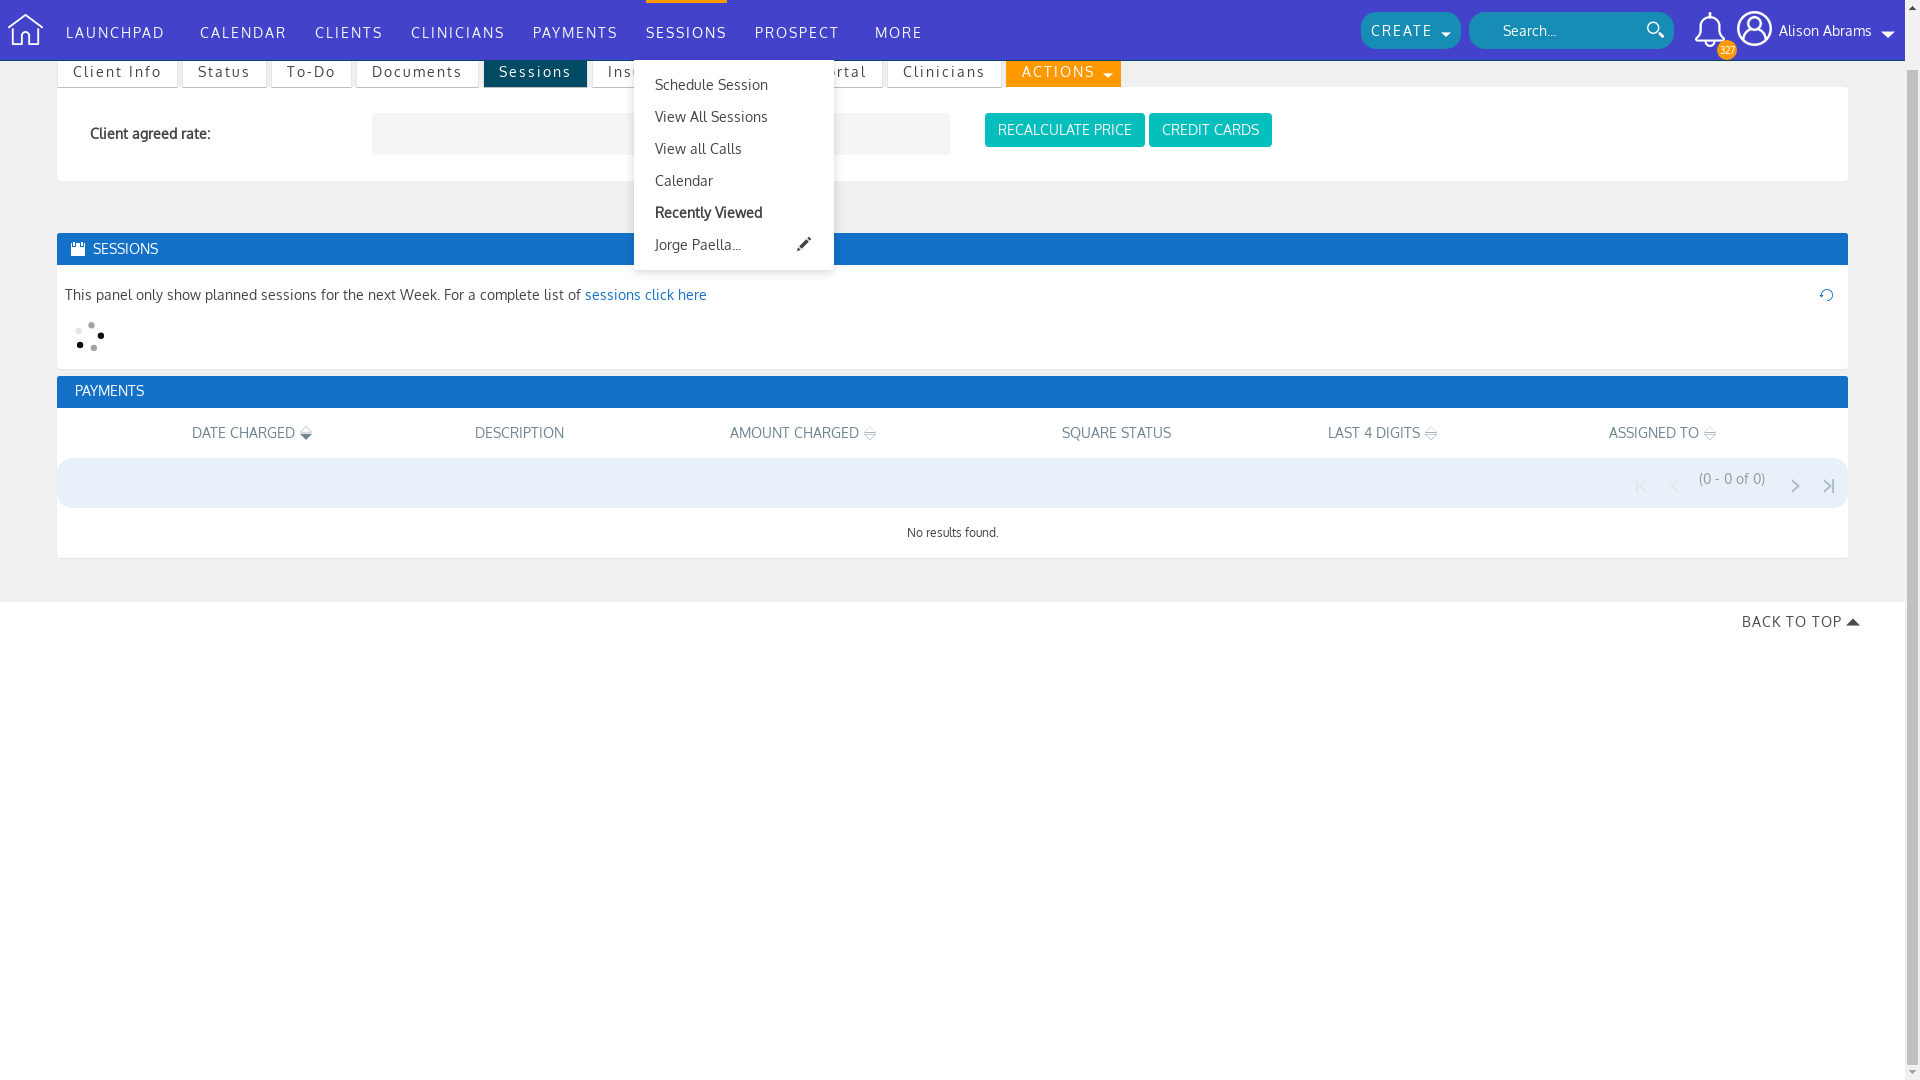 LAUNCHPAD CALENDAR CLIENTS CLINICIANS PAYMENTS SESSIONS PROSPECT MORE CREATE Search... 327 Alison Abrams
Client Info Status To-Do Documents Sessions Clinicians ACTIONS
Schedule Session
View All Sessions
View all Calls
Calendar
Recently Viewed
Jorge Paella...
Client agreed rate: RECALCULATE PRICE CREDIT CARDS
SESSIONS
This panel only show planned sessions for the next Week. For a complete list of sessions click here
PAYMENTS
DATE CHARGED DESCRIPTION AMOUNT CHARGED SQUARE STATUS LAST 4 DIGITS ASSIGNED TO
(0 - 0 of 0)
No results found.
BACK TO TOP